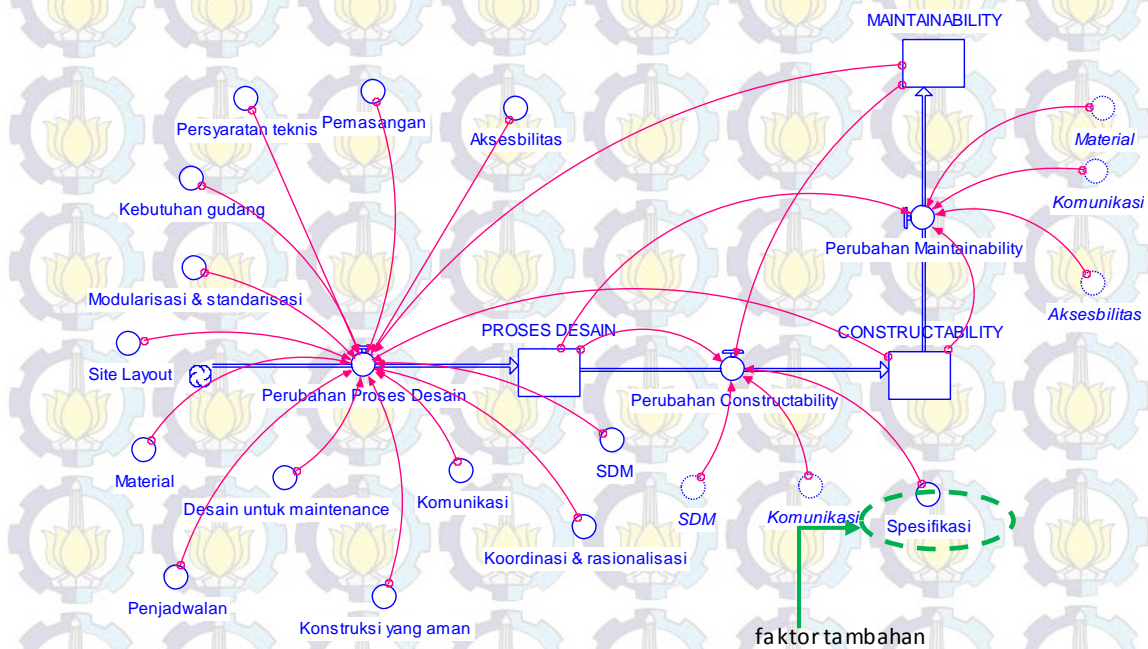 MAINTAINABILITY
Persyaratan teknis
Pemasangan
Aksesbilitas
Material
Kebutuhan gudang
Komunikasi
Perubahan Maintainability
Modularisasi & standarisasi
Aksesbilitas
PROSES DESAIN
CONSTRUCTABILITY
Site Layout
Perubahan Proses Desain
Perubahan Constructability
Material
Desain untuk maintenance
Komunikasi
SDM
SDM
Komunikasi
Spesifikasi
Koordinasi & rasionalisasi
Penjadwalan
Konstruksi yang aman
faktor tambahan